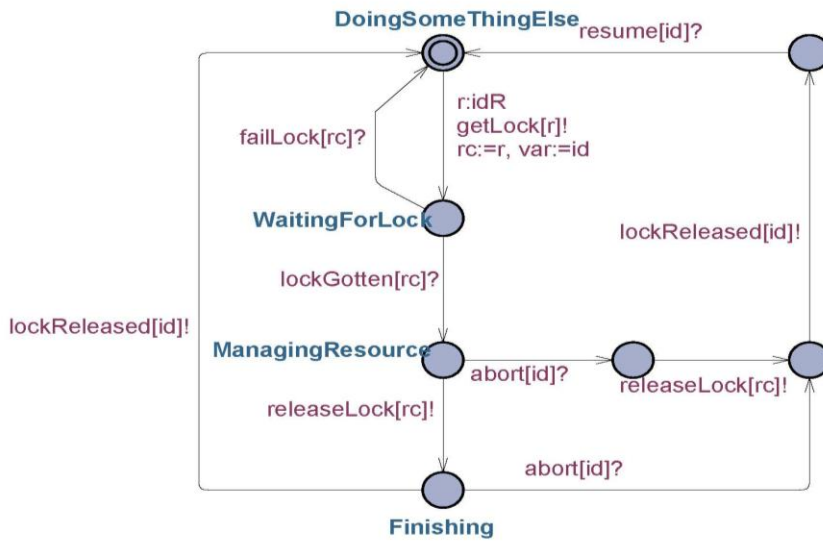 DoingSomeThingElse
resume[id]?
r:idR
getLock[r]!
rc:=r, var:=id
failLock[rc]?
WaitingForLock
lockReleased[id]!
lockGotten[rc]?
lockReleased[id]!
ManagingResource
abort[id]?
releaseLock[rc]!
releaseLock[rc]!
abort[id]?
Finishing